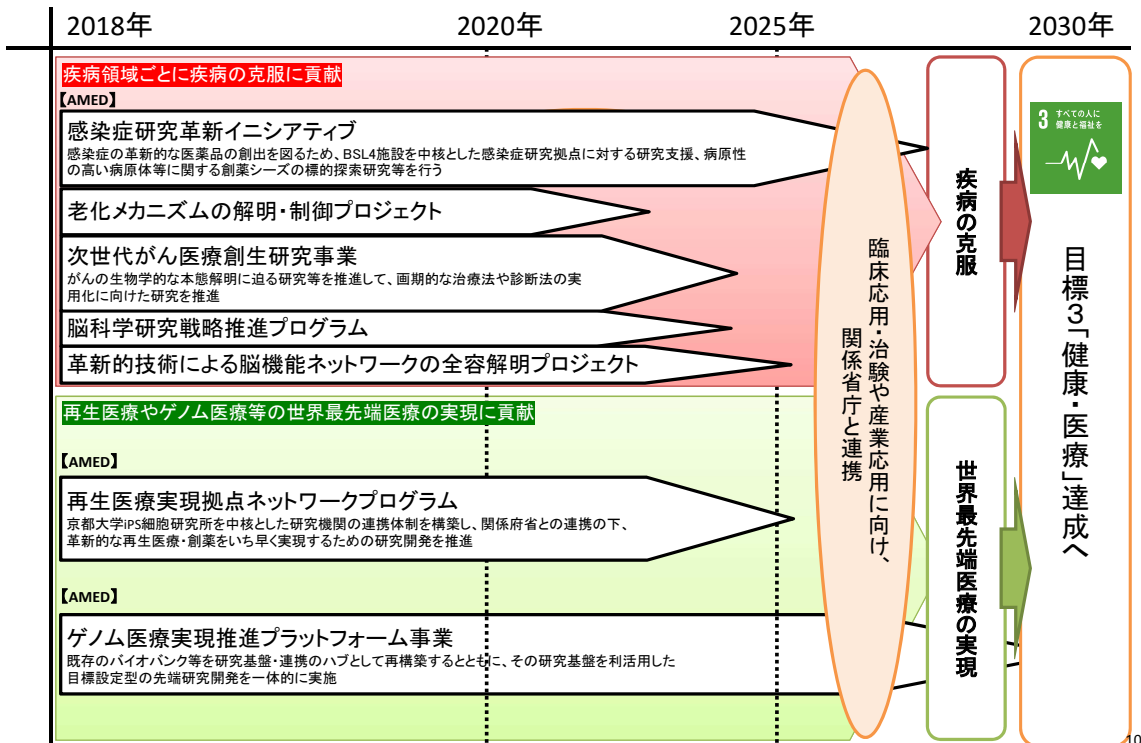 2018年
2020年
2025年
2030年
疾病領域ごとに疾病の克服に貢献
【AMED】
感染症研究革新イニシアティブ
感染症の革新的な医薬品の創出を図るため、BSL4施設を中核とした感染症研究拠点に対する研究支援、病原性
の高い病原体等に関する創薬シーズの標的探索研究等を行う
老化メカニズムの解明・制御プロジェクト
次世代がん医療創生研究事業
がんの生物学的な本態解明に迫る研究等を推進して、画期的な治療法や診断法の実
用化に向けた研究を推進
脳科学研究戦略推進プログラム
革新的技術による脳機能ネットワークの全容解明プロジェクト
再生医療やゲノム医療等の世界最先端医療の実現に貢献
【AMED】
再生医療実現拠点ネットワークプログラム
京都大学iPS細胞研究所を中核とした研究機関の連携体制を構築し、関係府省との連携の下、
革新的な再生医療・創薬をいち早く実現するための研究開発を推進
【AMED】
ゲノム医療実現推進プラットフォーム事業
既存のバイオバンク等を研究基盤・連携のハブとして再構築するとともに、その研究基盤を利活用した
目標設定型の先端研究開発を一体的に実施
臨床応用・治験や産業応用に向け、
関係省庁と連携
疾病の克服
世界最先端医療の実現
3 すべての人に
健康と福祉を
目標3「健康・医療」達成へ
10